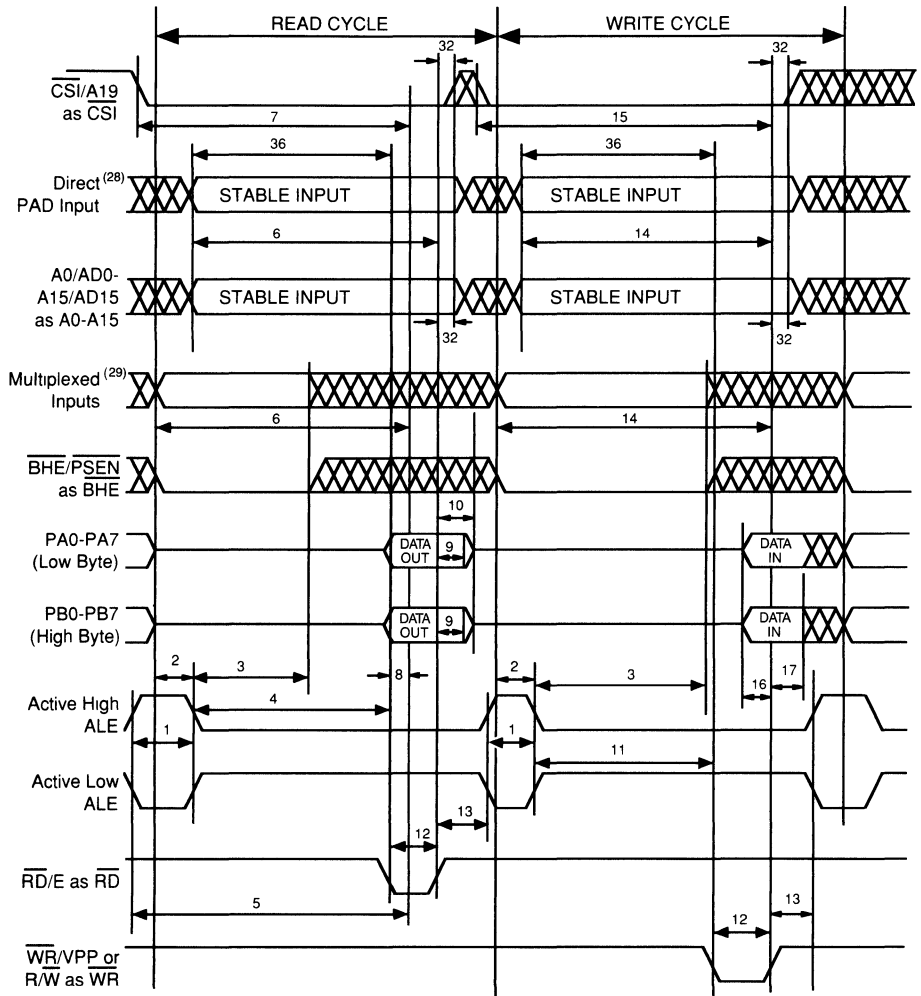 READ CYCLE
WRITE CYCLE
32
32
CSI/A19
as CSI
7
15
36
36
Direct (28)
PAD Input
STABLE INPUT
STABLE INPUT
6
14
A0/AD0-
A15/AD15
as A0-A15
STABLE INPUT
STABLE INPUT
32
32
Multiplexed (29)
Inputs
6
14
BHE/PSEN
as BHE
10
PA0-PA7
(Low Byte)
DATA
OUT
9
DATA
IN
PB0-PB7
(High Byte)
DATA
OUT
9
DATA
IN
2
3
8
2
3
16
17
Active High
ALE
4
1
1
11
Active Low
ALE
13
12
RD/E as RD
5
13
12
WR/VPP or
R/W as WR